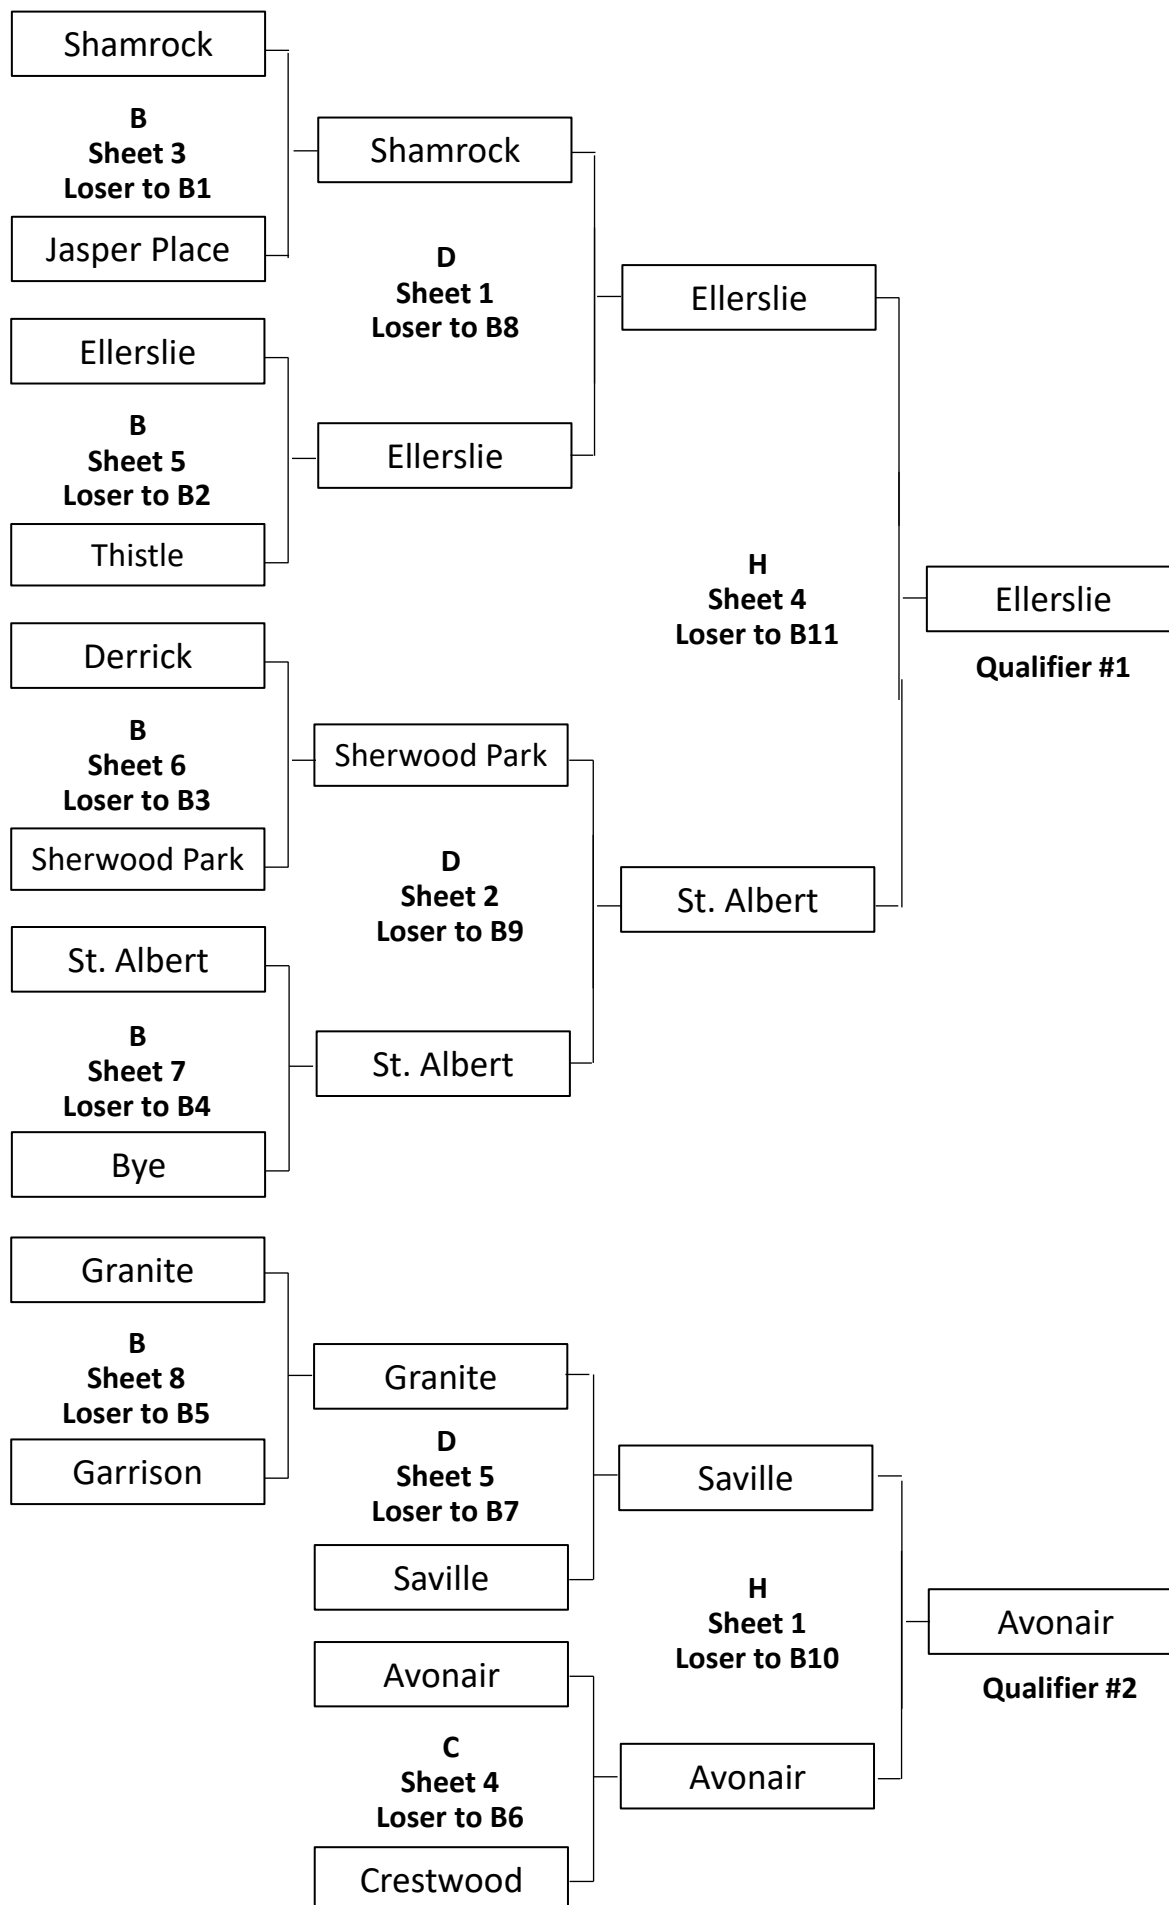 Shamrock
B
Sheet 3
Loser to B1
Jasper Place
Shamrock
D
Sheet 1
Loser to B8
Ellerslie
Ellerslie
B
Sheet 5
Loser to B2
Thistle
Ellerslie
H
Sheet 4
Loser to B11
Ellerslie
Qualifier #1
Derrick
B
Sheet 6
Loser to B3
Sherwood Park
Sherwood Park
D
Sheet 2
Loser to B9
St. Albert
St. Albert
B
Sheet 7
Loser to B4
Bye
St. Albert
Granite
B
Sheet 8
Loser to B5
Garrison
Granite
D
Sheet 5
Loser to B7
Saville
Saville
H
Sheet 1
Loser to B10
Avonair
Qualifier #2
Avonair
C
Sheet 4
Loser to B6
Crestwood
Avonair